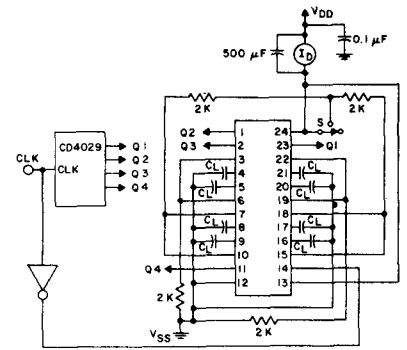 VDD
500 μF
ID
0.1 μF
2K
S
2K
CD4029
CLK
CLK
Q1
Q2
Q3
Q4
Q2
1
24
Q3
2
23
Q1
3
22
CL
4
21
CL
CL
5
20
CL
6
19
7
18
CL
8
17
CL
CL
9
16
CL
10
15
Q4
11
14
12
13
2K
VSS
2K